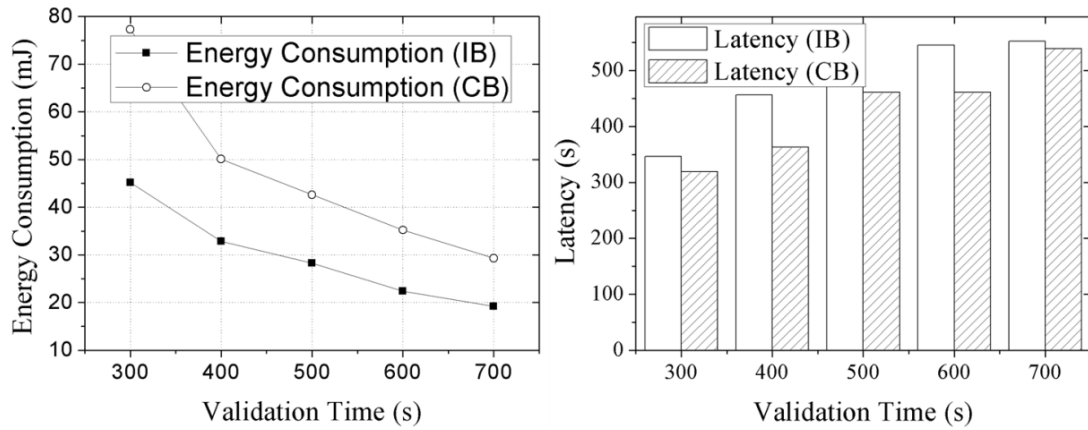 80
70
60
50
40
30
20
10
Energy Consumption (mJ)
Energy Consumption (IB)
Energy Consumption (CB)
300 400 500 600 700
Validation Time (s)
500
400
300
200
100
0
Latency (s)
Latency (IB)
Latency (CB)
300 400 500 600 700
Validation Time (s)